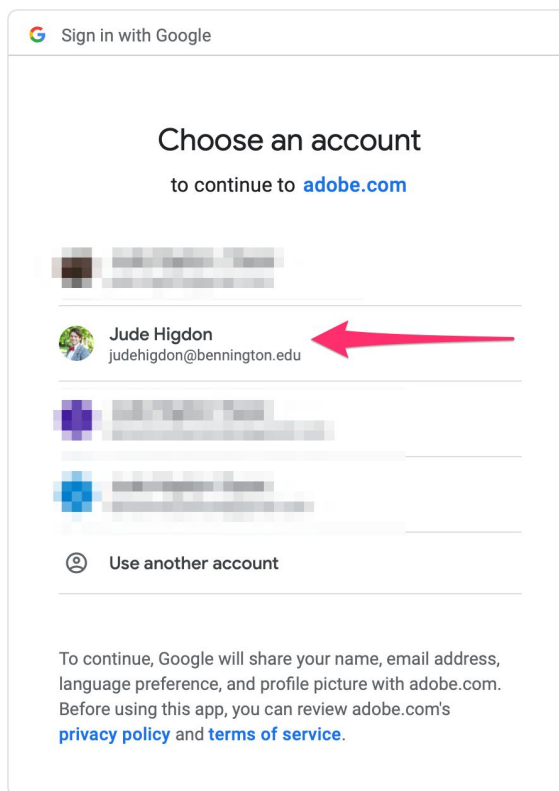 Sign in with Google
Choose an account
to continue to adobe.com
Jude Higdon
judehigdon@bennington.edu
Use another account
To continue, Google will share your name, email address,
language preference, and profile picture with adobe.com.
Before using this app, you can review adobe.com's
privacy policy and terms of service.